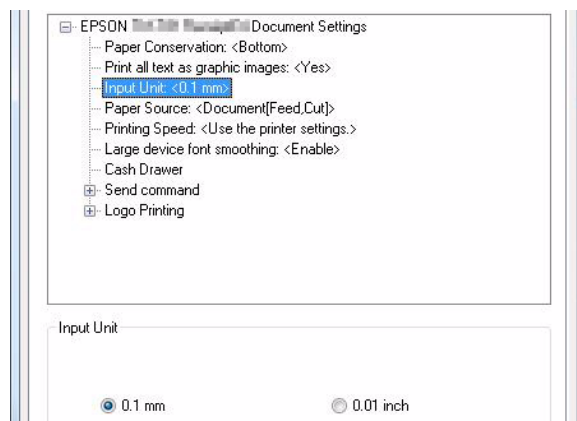 EPSON Document Settings
Paper Conservation: <Bottom>
Print all text as graphic images: <Yes>
Input Unit: <0.1 mm>
Paper Source: <Document[Feed,Cut]>
Printing Speed: <Use the printer settings.>
Large device font smoothing: <Enable>
Cash Drawer
Send command
Logo Printing
Input Unit
0.1 mm 0.01 inch